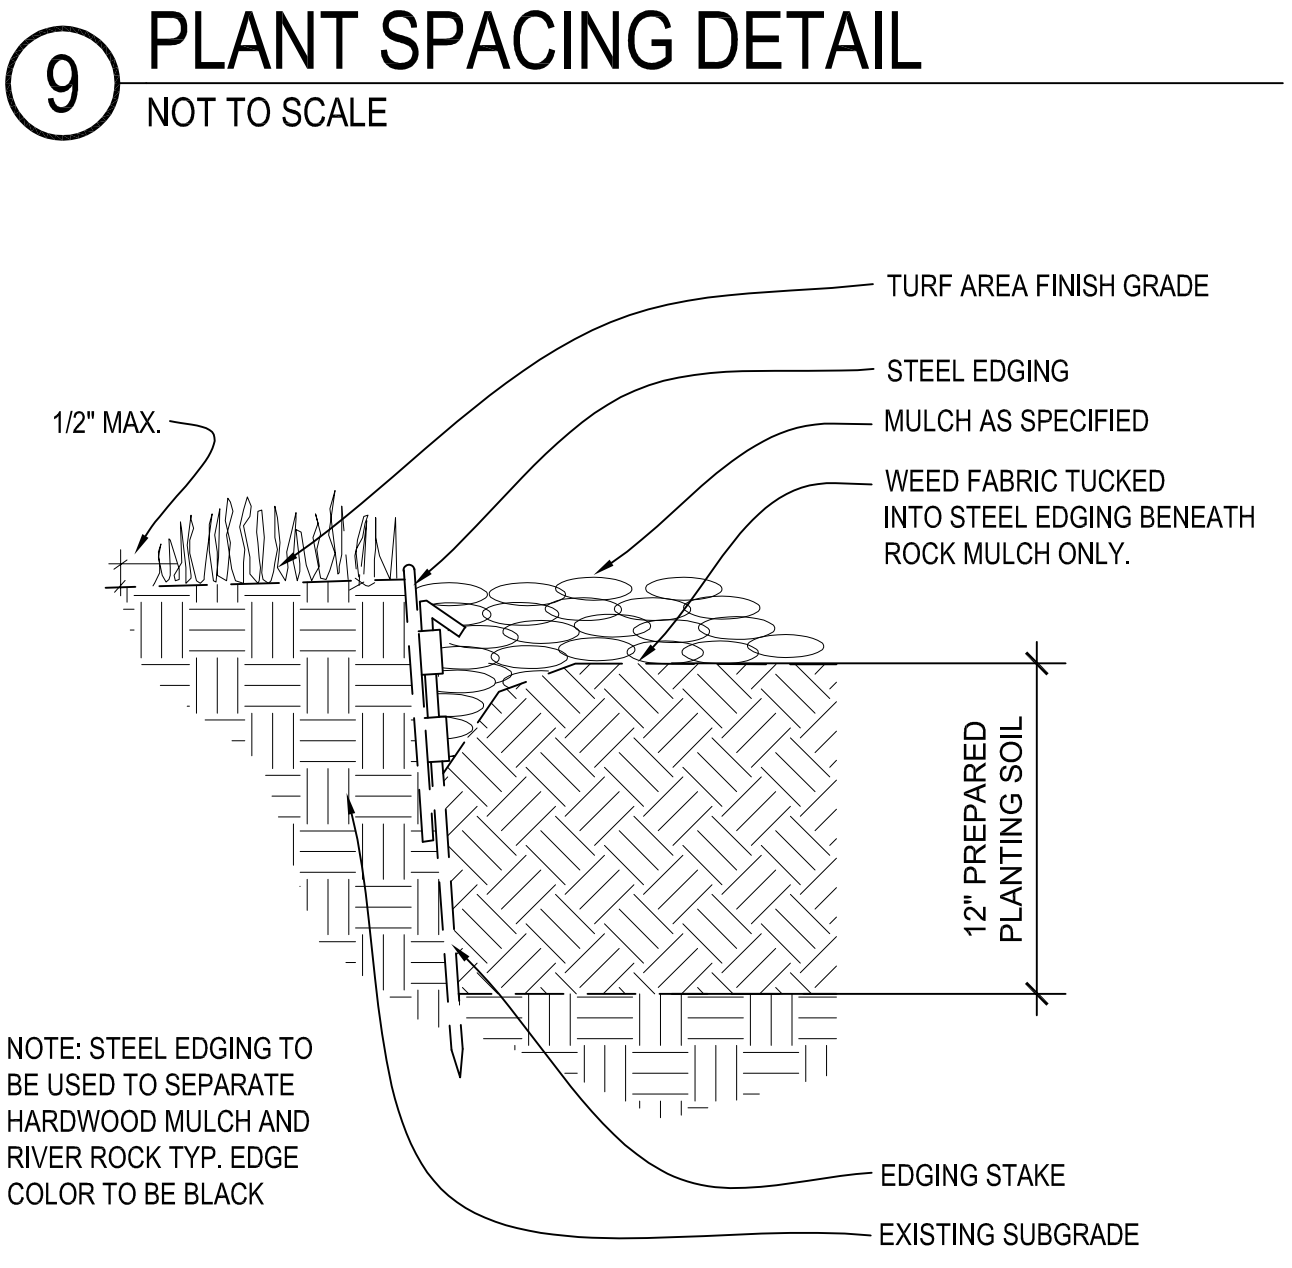 9
PLANT SPACING DETAIL
NOT TO SCALE
TURF AREA FINISH GRADE
STEEL EDGING
1/2" MAX.
MULCH AS SPECIFIED
WEED FABRIC TUCKED
INTO STEEL EDGING BENEATH
ROCK MULCH ONLY.
12" PREPARED
PLANTING SOIL
NOTE: STEEL EDGING TO
BE USED TO SEPARATE
HARDWOOD MULCH AND
RIVER ROCK TYP. EDGE
COLOR TO BE BLACK
EDGING STAKE
EXISTING SUBGRADE